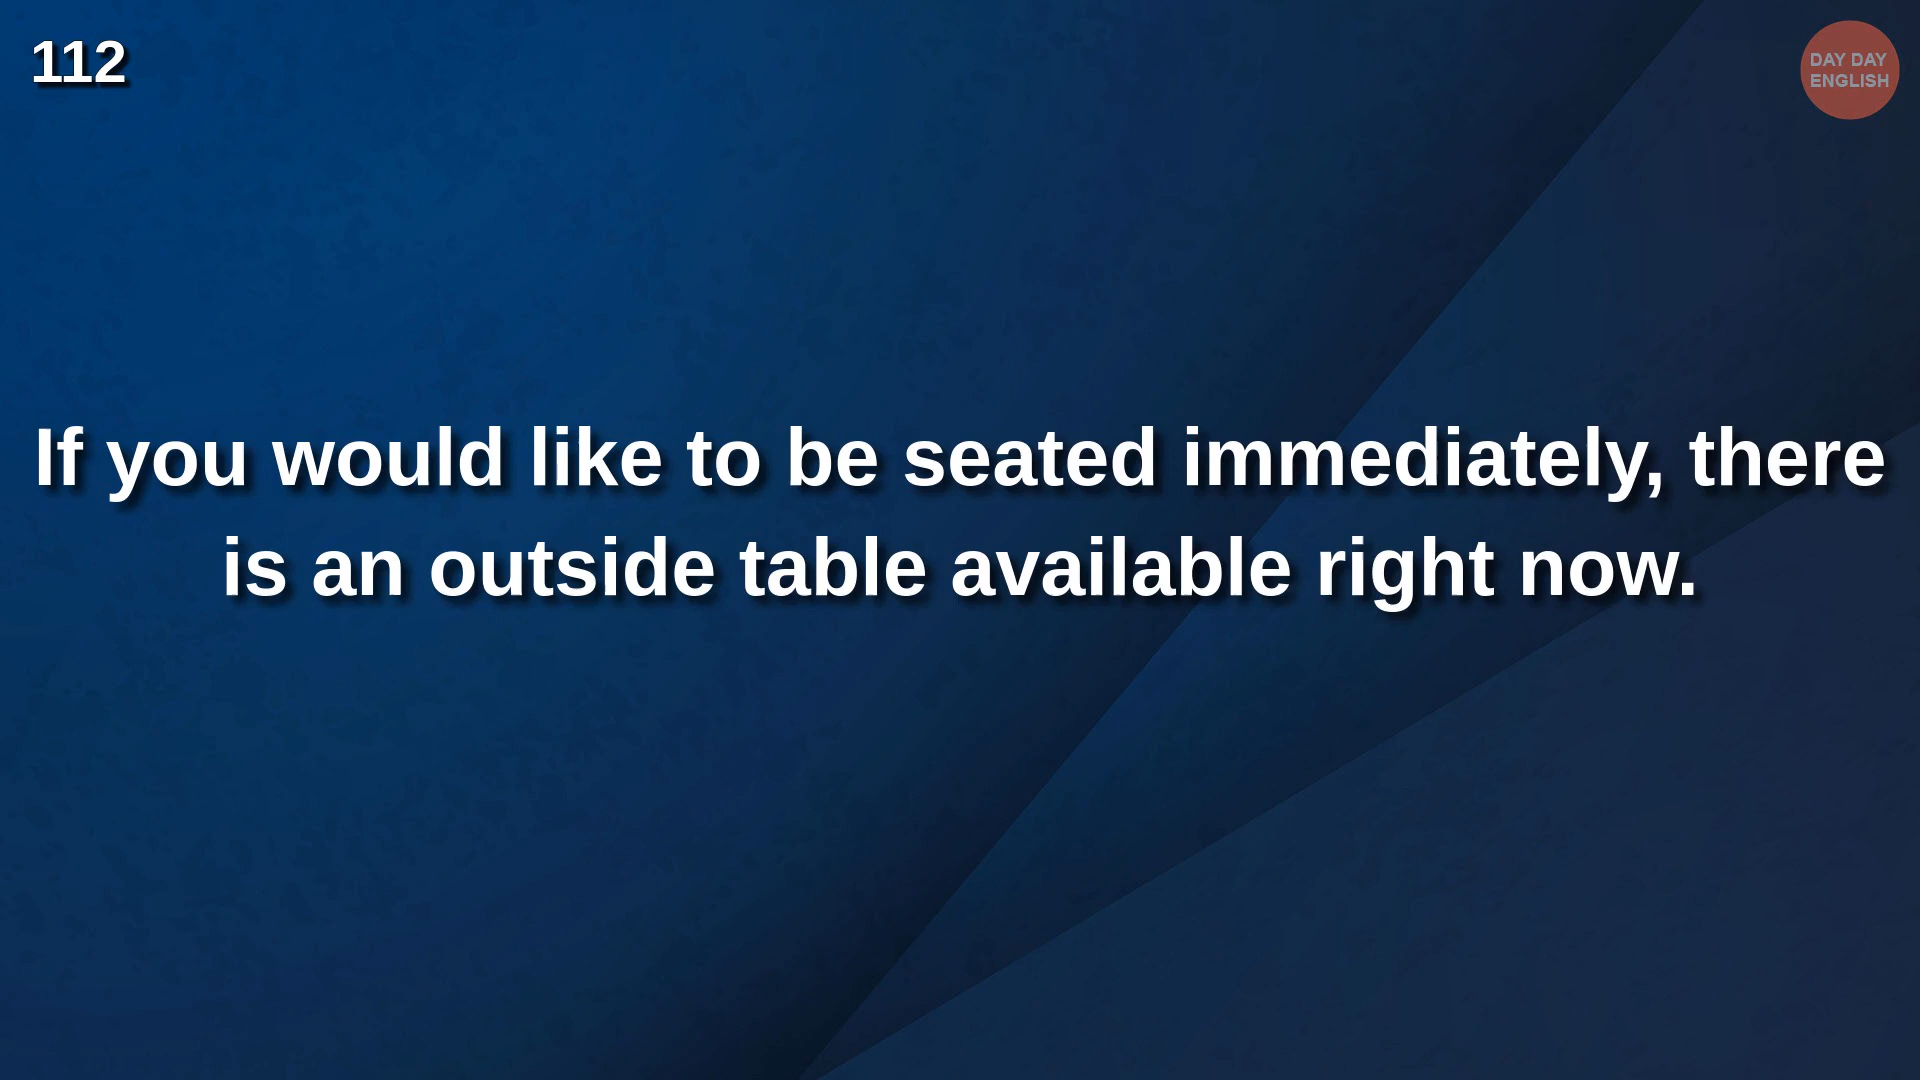 112
DAY DAY
ENGLISH
If you would like to be seated immediately, there
is an outside table available right now.